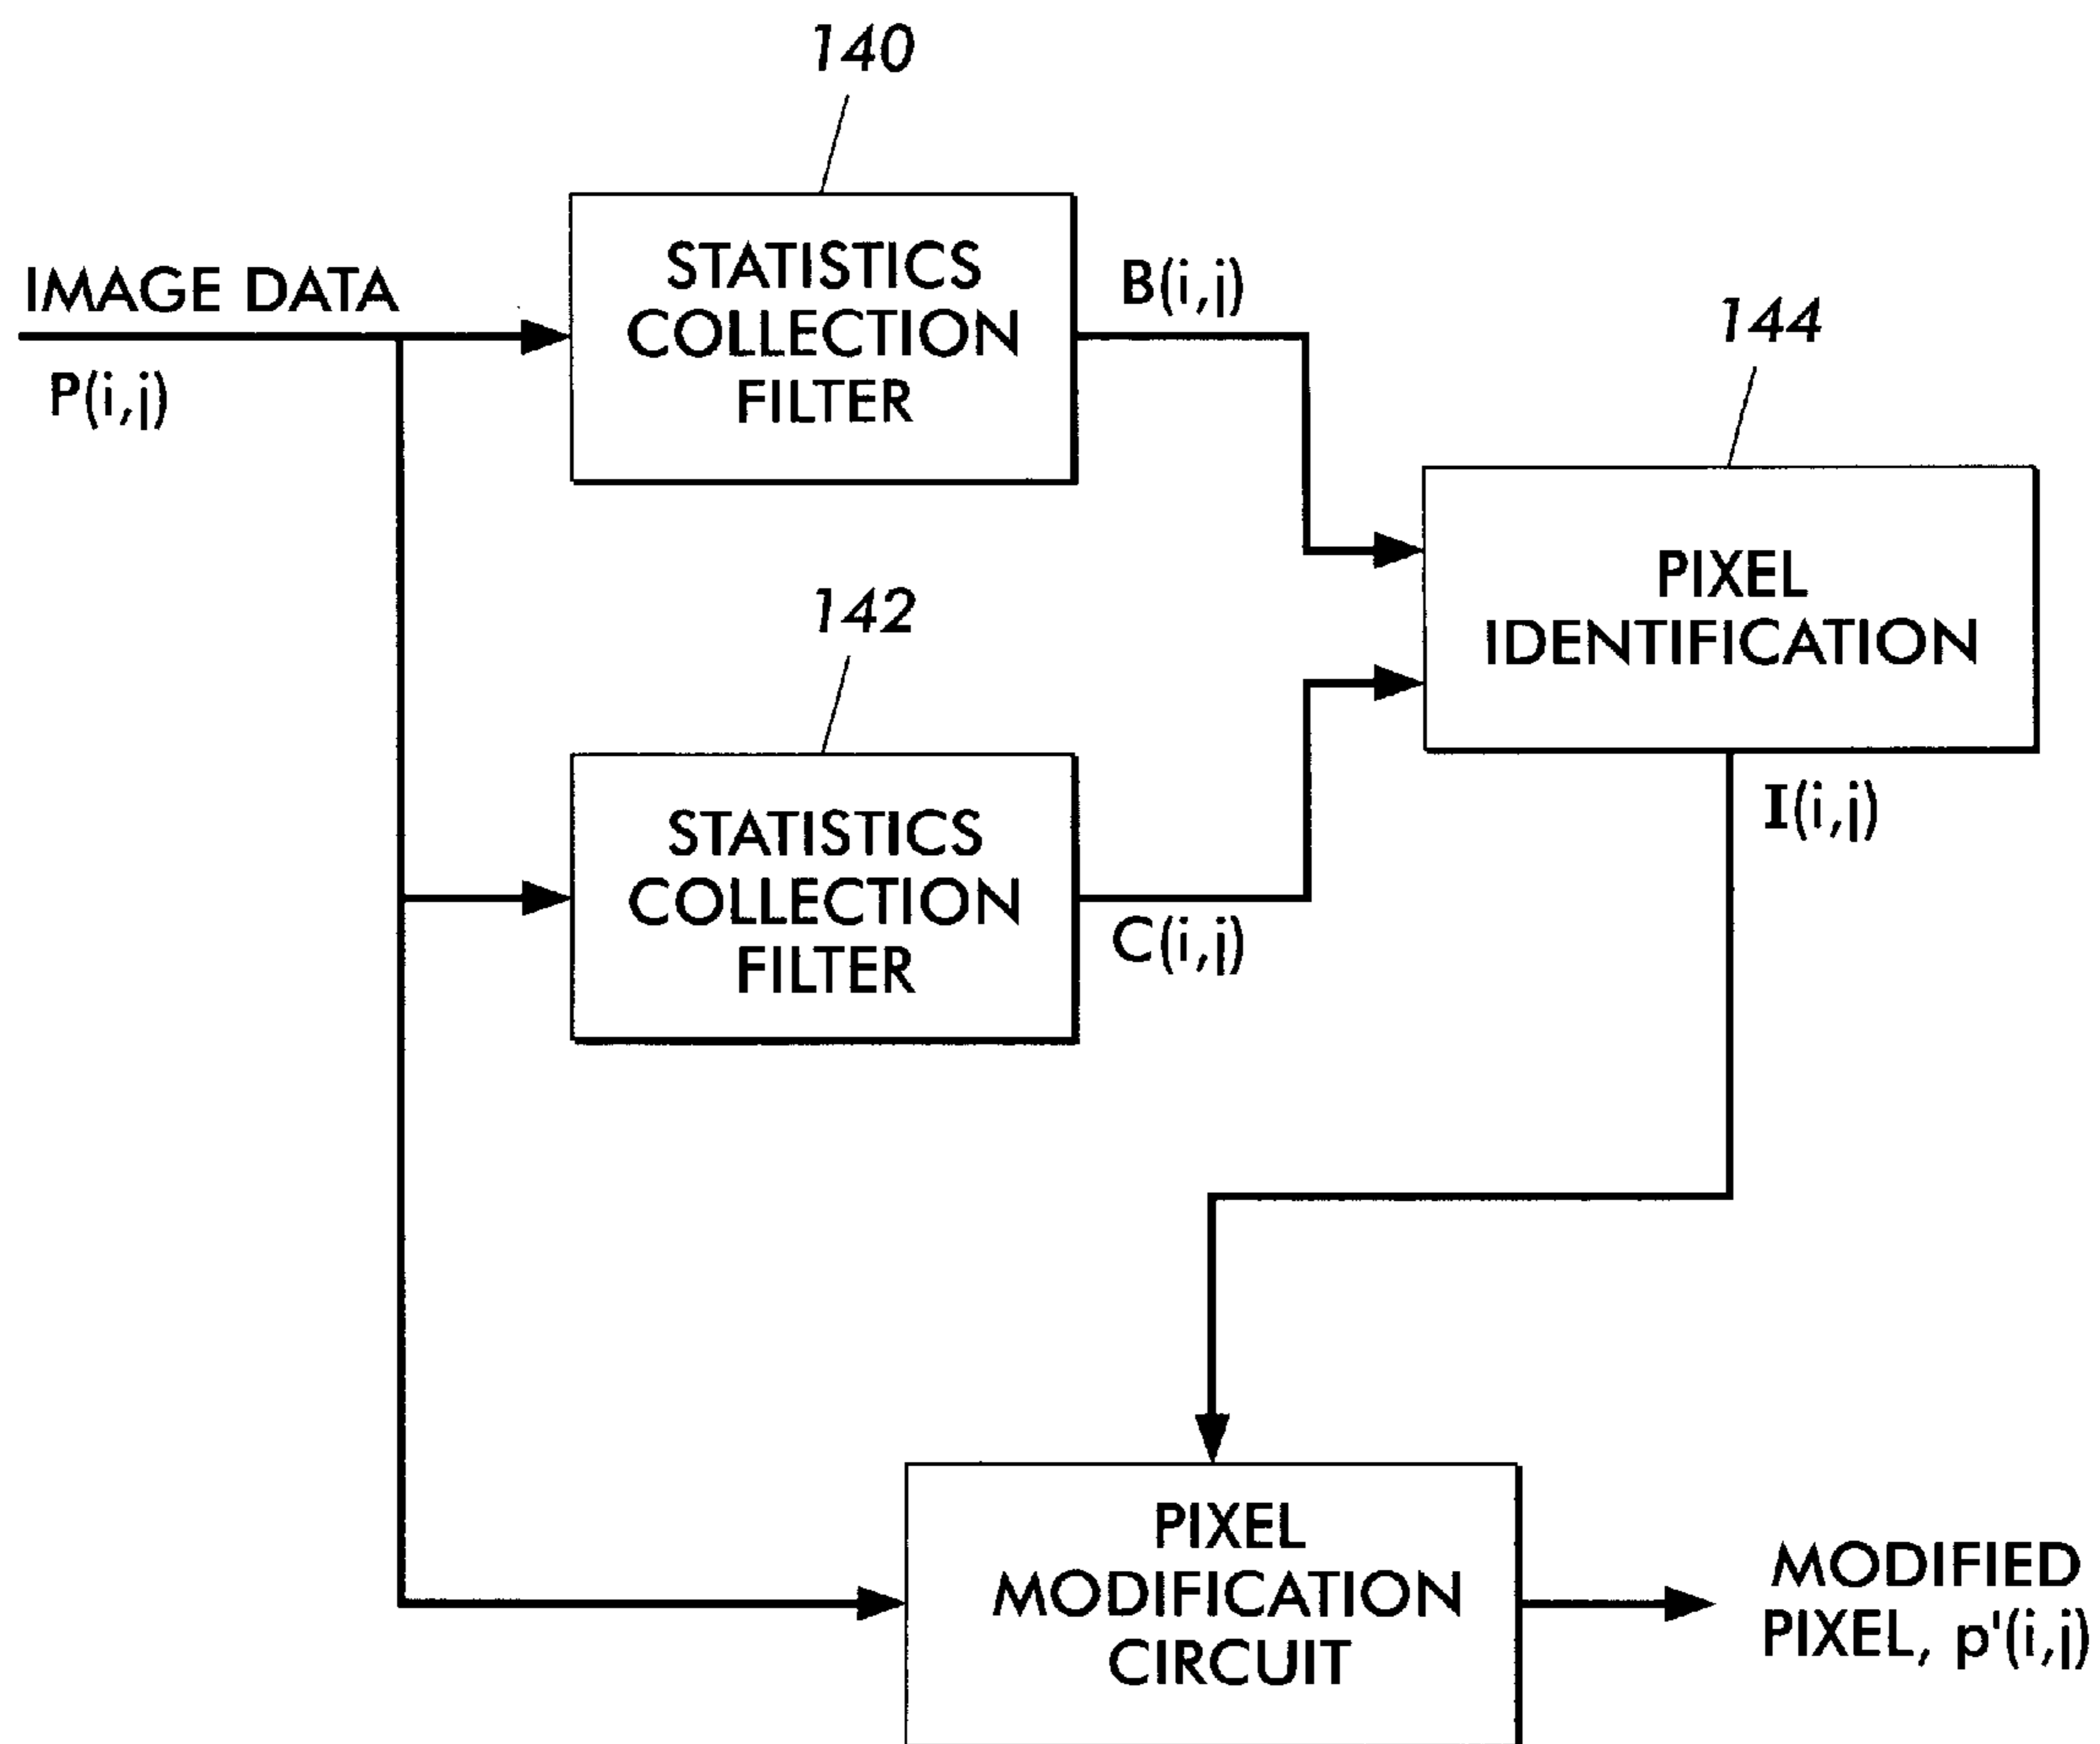 140
STATISTICS
COLLECTION
FILTER
IMAGE DATA
P(i,j)
B(i,j)
144
PIXEL
IDENTIFICATION
142
STATISTICS
COLLECTION
FILTER
C(i,j)
I(i,j)
PIXEL
MODIFICATION
CIRCUIT
MODIFIED
PIXEL, p'(i,j)